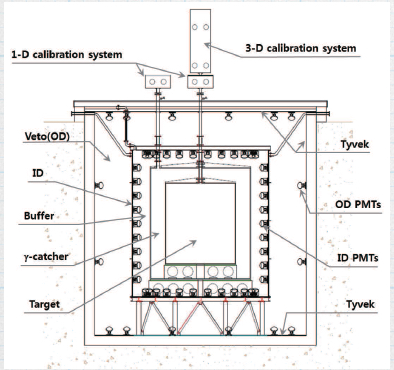 1-D calibration system
3-D calibration system
Veto(OD)
Tyvek
ID
OD PMTs
Buffer
γ-catcher
ID PMTs
Target
Tyvek